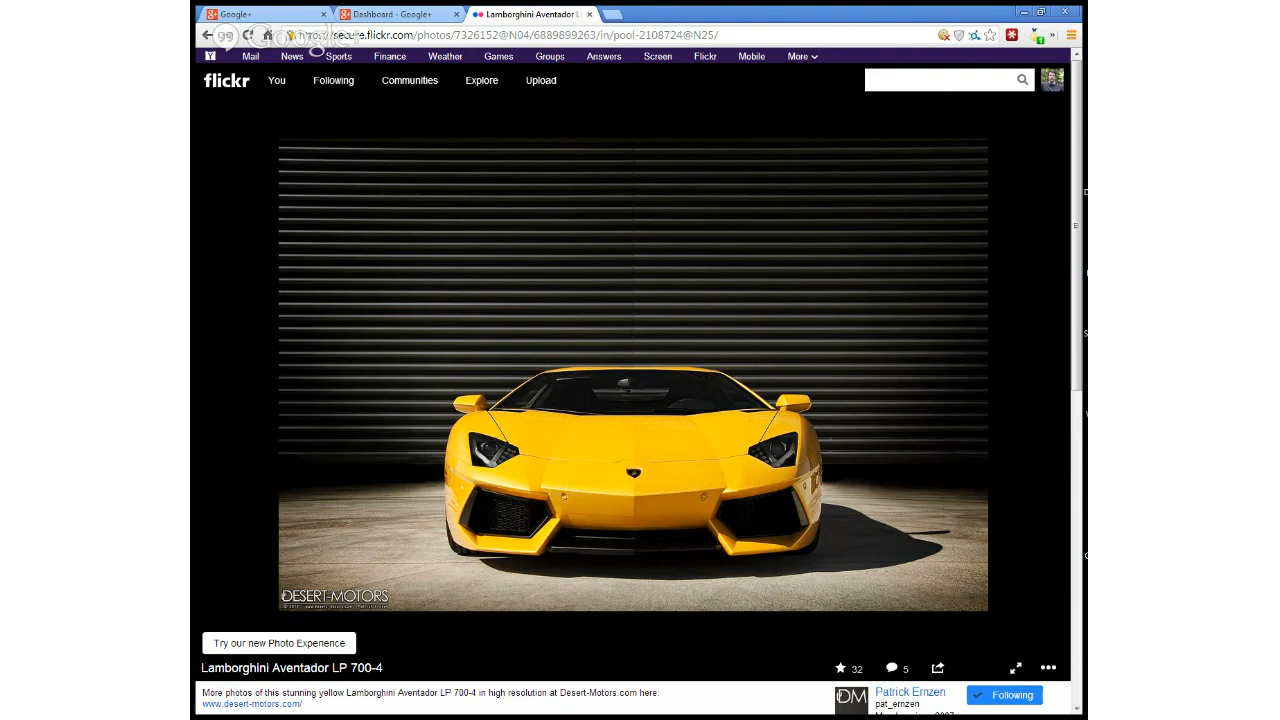 Google+
Dashboard - Google+
Lamborghini Aventador L
secure.flickr.com/photos/7326152@N04/6889899263/in/pool-2108724@N25/
Y! Mail News Sports Finance Weather Games Groups Answers Screen Flickr Mobile More
flickr You Following Communities Explore Upload
DESERT-MOTORS
Try our new Photo Experience
Lamborghini Aventador LP 700-4
32 5
More photos of this stunning yellow Lamborghini Aventador LP 700-4 in high resolution at Desert-Motors.com here:
www.desert-motors.com/
DM
Patrick Ernzen
pat_ernzen
Following